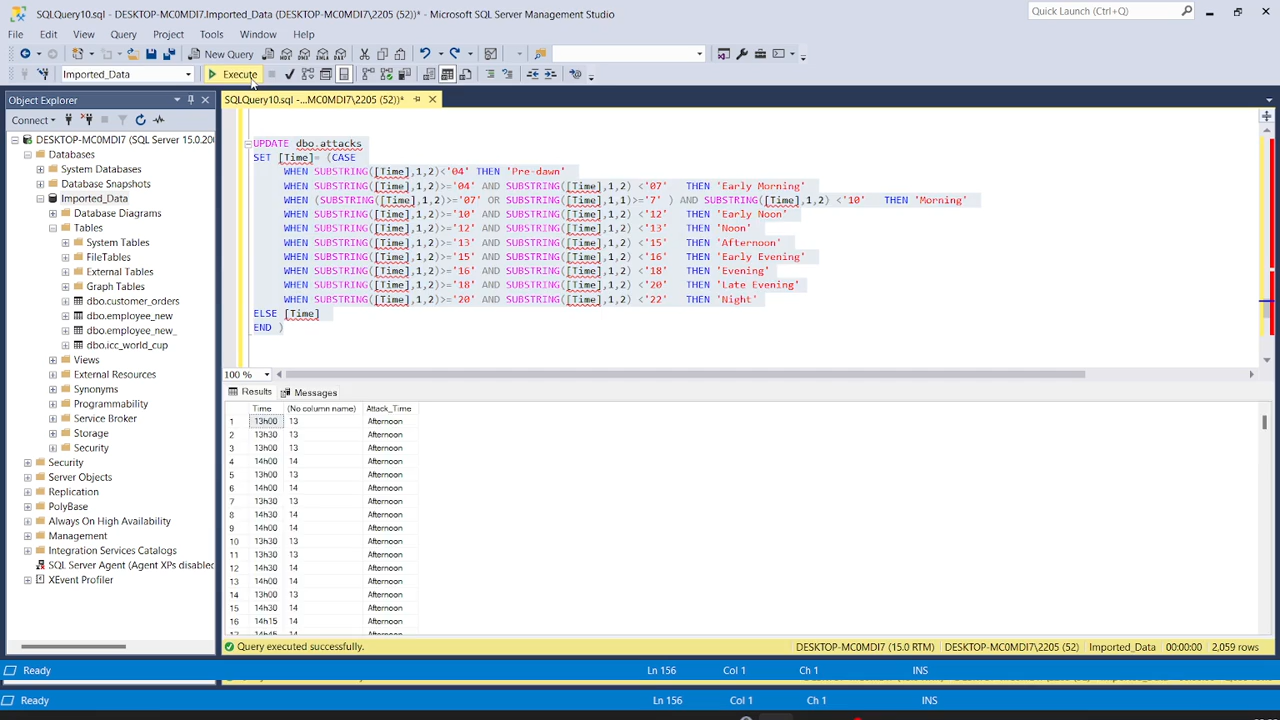 SQLQuery10.sql - DESKTOP-MC0MDI7.Imported_Data (DESKTOP-MC0MDI7\2205 (52))* - Microsoft SQL Server Management Studio
Quick Launch (Ctrl+Q)
File Edit View Query Project Tools Window Help
New Query
Imported_Data Execute
Object Explorer
SQLQuery10.sql -...MC0MDI7\2205 (52))*
Connect
DESKTOP-MC0MDI7 (SQL Server 15.0.200
Databases
System Databases
Database Snapshots
Imported_Data
Database Diagrams
Tables
System Tables
FileTables
External Tables
Graph Tables
dbo.customer_orders
dbo.employee_new
dbo.employee_new_
dbo.icc_world_cup
Views
External Resources
Synonyms
Programmability
Service Broker
Storage
Security
Security
Server Objects
Replication
PolyBase
Always On High Availability
Management
Integration Services Catalogs
SQL Server Agent (Agent XPs disabled
XEvent Profiler
UPDATE dbo.attacks
SET [Time]= (CASE
WHEN SUBSTRING([Time],1,2)<'04' THEN 'Pre-dawn'
WHEN SUBSTRING([Time],1,2)>='04' AND SUBSTRING([Time],1,2) <'07' THEN 'Early Morning'
WHEN (SUBSTRING([Time],1,2)>='07' OR SUBSTRING([Time],1,1)>='7' ) AND SUBSTRING([Time],1,2) <'10' THEN 'Morning'
WHEN SUBSTRING([Time],1,2)>='10' AND SUBSTRING([Time],1,2) <'12' THEN 'Early Noon'
WHEN SUBSTRING([Time],1,2)>='12' AND SUBSTRING([Time],1,2) <'13' THEN 'Noon'
WHEN SUBSTRING([Time],1,2)>='13' AND SUBSTRING([Time],1,2) <'15' THEN 'Afternoon'
WHEN SUBSTRING([Time],1,2)>='15' AND SUBSTRING([Time],1,2) <'16' THEN 'Early Evening'
WHEN SUBSTRING([Time],1,2)>='16' AND SUBSTRING([Time],1,2) <'18' THEN 'Evening'
WHEN SUBSTRING([Time],1,2)>='18' AND SUBSTRING([Time],1,2) <'20' THEN 'Late Evening'
WHEN SUBSTRING([Time],1,2)>='20' AND SUBSTRING([Time],1,2) <'22' THEN 'Night'
ELSE [Time]
END )
100 %
Results Messages
Time (No column name) Attack_Time
1 13h00 13 Afternoon
2 13h30 13 Afternoon
3 13h00 13 Afternoon
4 14h00 14 Afternoon
5 13h00 13 Afternoon
6 14h00 14 Afternoon
7 13h30 13 Afternoon
8 14h30 14 Afternoon
9 14h00 14 Afternoon
10 13h30 13 Afternoon
11 13h30 13 Afternoon
12 14h30 14 Afternoon
13 14h00 14 Afternoon
14 13h00 13 Afternoon
15 14h30 14 Afternoon
16 14h15 14 Afternoon
17 14h45 14 Afternoon
Query executed successfully. DESKTOP-MC0MDI7 (15.0 RTM) DESKTOP-MC0MDI7\2205 (52) Imported_Data 00:00:00 2,059 rows
Ready Ln 156 Col 1 Ch 1 INS
Ready Ln 156 Col 1 Ch 1 INS